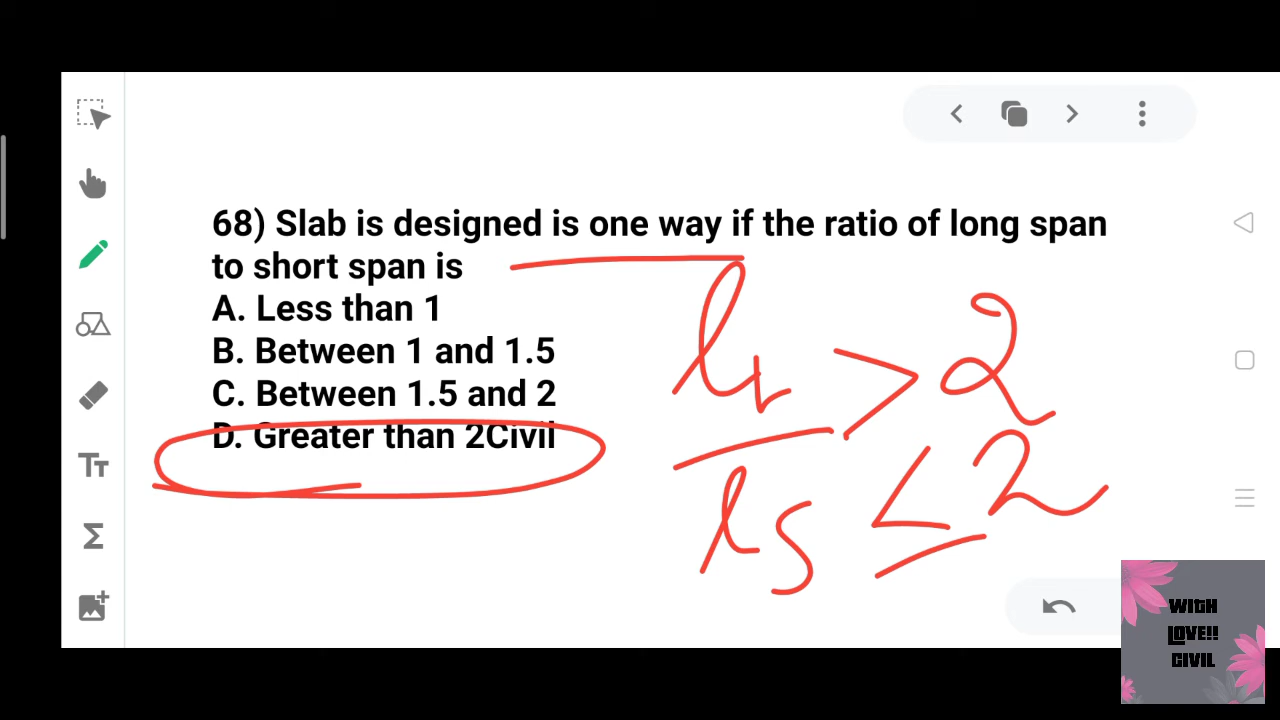 68) Slab is designed is one way if the ratio of long span
to short span is
A. Less than 1
B. Between 1 and 1.5
C. Between 1.5 and 2
D. Greater than 2Civil
l > 2
ls ≤ 2
TT
Σ
WITH
LOVE!!
CIVIL